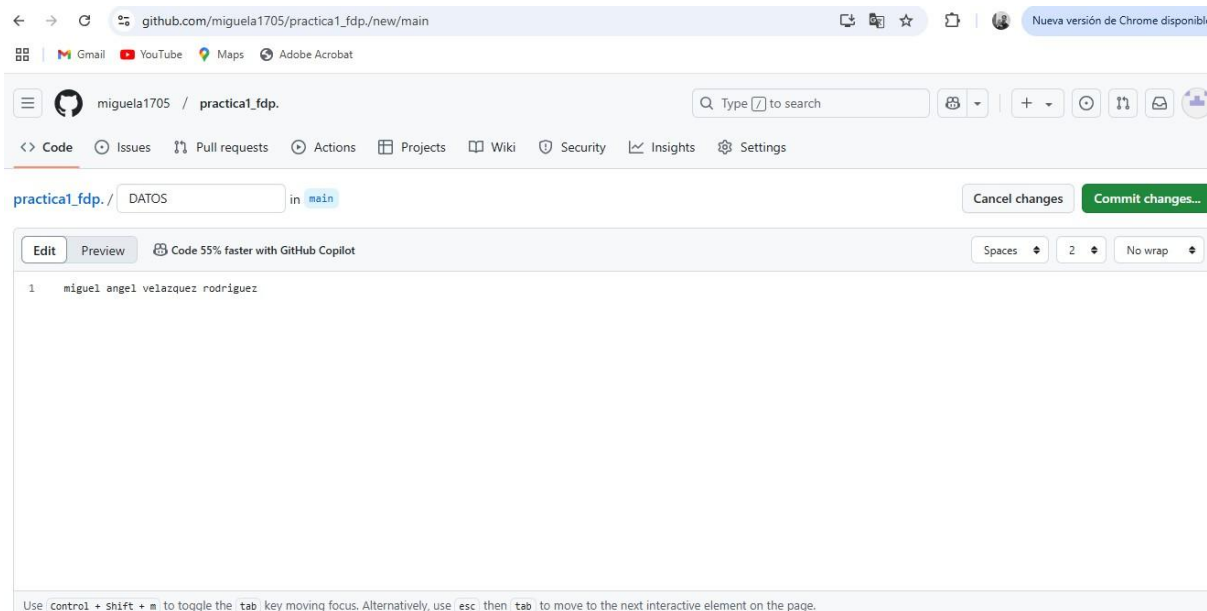 github.com/miguela1705/practica1_fdp./new/main
Nueva versión de Chrome disponible
Gmail YouTube Maps Adobe Acrobat
miguela1705 / practica1_fdp.
Type / to search
<> Code Issues Pull requests Actions Projects Wiki Security Insights Settings
practica1_fdp. / DATOS in main
Cancel changes Commit changes...
Edit Preview Code 55% faster with GitHub Copilot
Spaces 2 No wrap
1 miguel angel velazquez rodriguez
Use Control + Shift + m to toggle the tab key moving focus. Alternatively, use esc then tab to move to the next interactive element on the page.